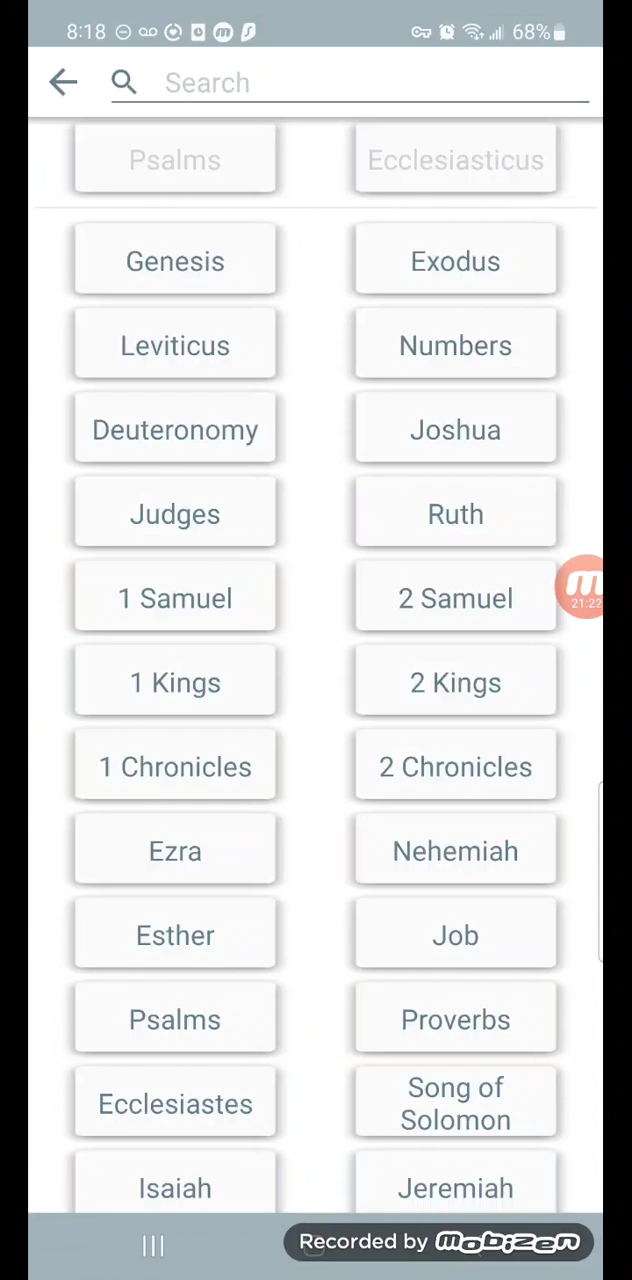 8:18 68%
Search
Psalms Ecclesiasticus
Genesis Exodus
Leviticus Numbers
Deuteronomy Joshua
Judges Ruth
1 Samuel 2 Samuel
21:22
1 Kings 2 Kings
1 Chronicles 2 Chronicles
Ezra Nehemiah
Esther Job
Psalms Proverbs
Ecclesiastes Song of
Solomon
Isaiah Jeremiah
Recorded by mobizen